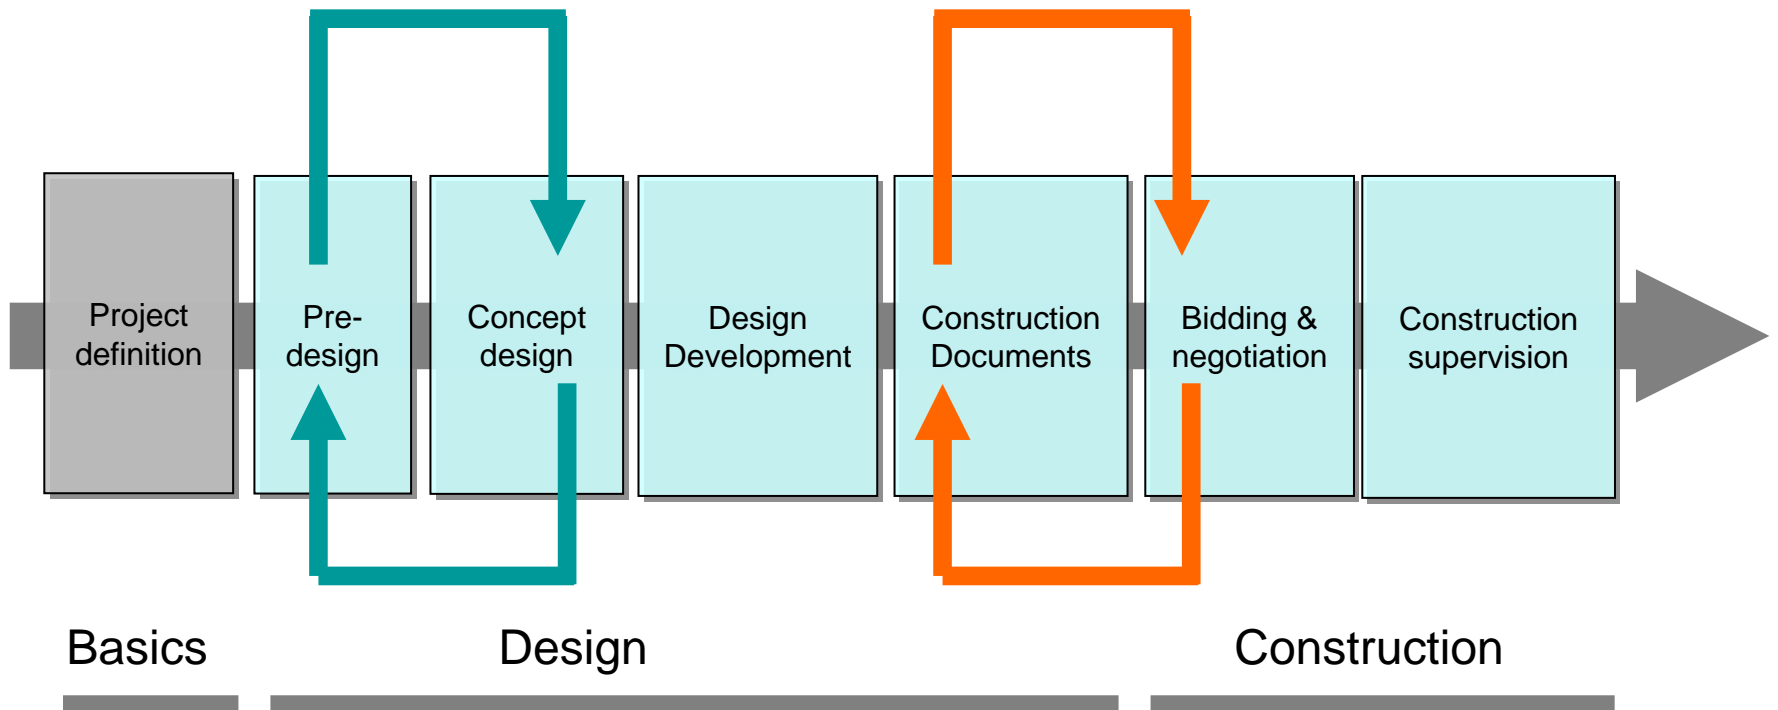 Project
definition
Pre-
design
Concept
design
Design
Development
Construction
Documents
Bidding &
negotiation
Construction
supervision
Basics
Design
Construction